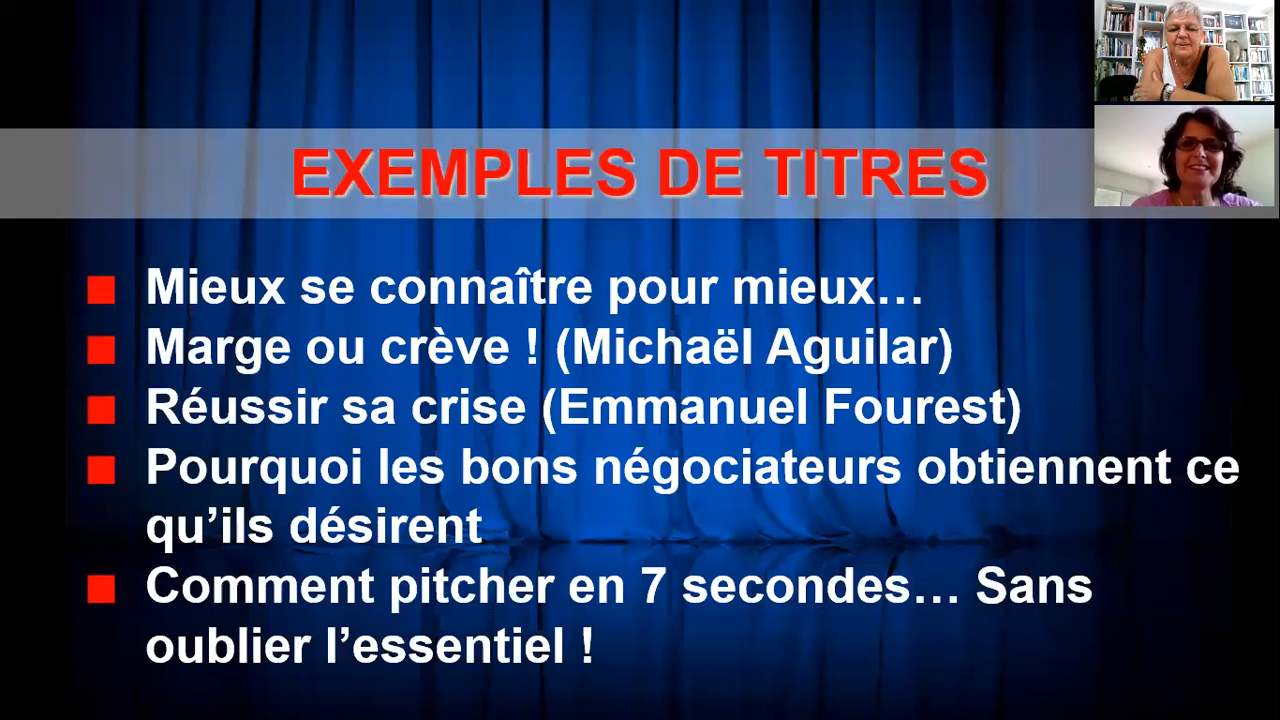 EXEMPLES DE TITRES
Mieux se connaître pour mieux…
Marge ou crève ! (Michaël Aguilar)
Réussir sa crise (Emmanuel Fourest)
Pourquoi les bons négociateurs obtiennent ce
qu’ils désirent
Comment pitcher en 7 secondes… Sans
oublier l’essentiel !